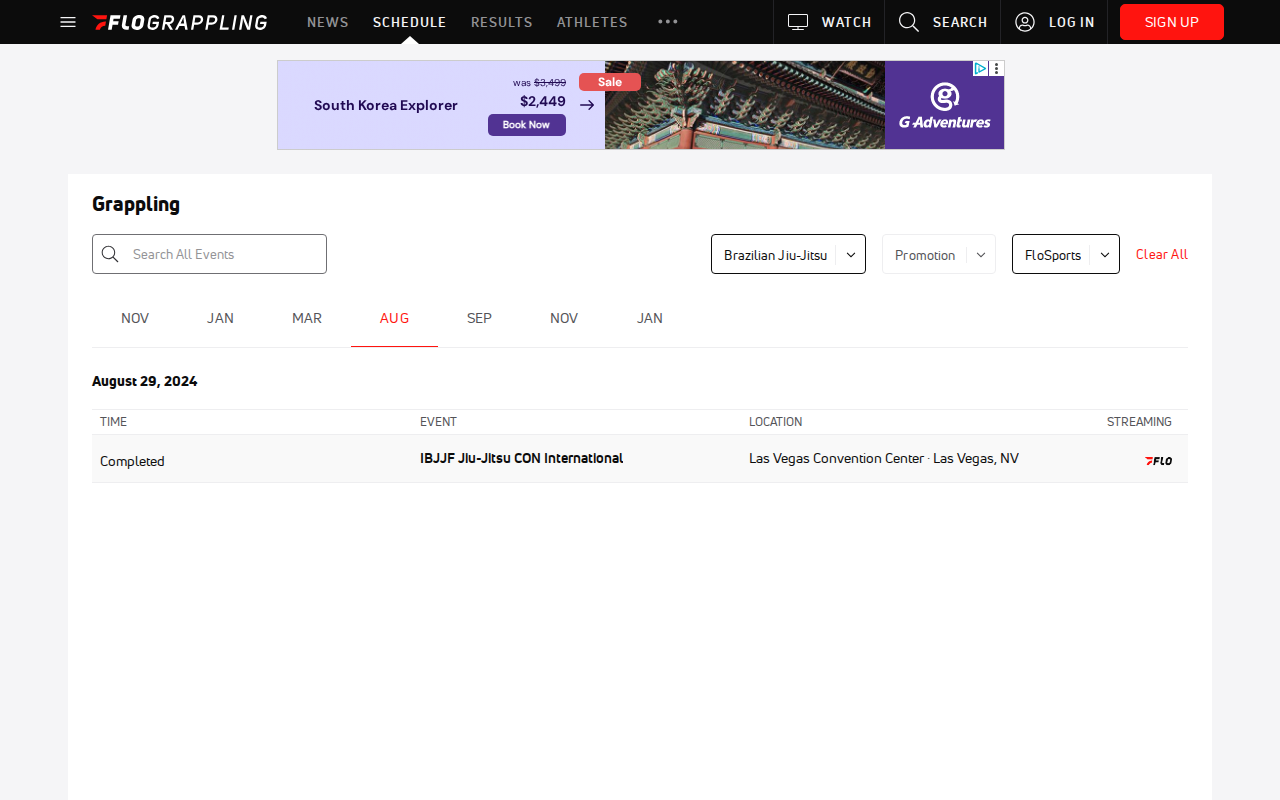 FLOGRAPPLING NEWS SCHEDULE RESULTS ATHLETES WATCH SEARCH LOG IN SIGN UP
South Korea Explorer
was $3,499
$2,449
Book Now
Sale
G Adventures
Grappling
Search All Events
Brazilian Jiu-Jitsu Promotion FloSports Clear All
NOV JAN MAR AUG SEP NOV JAN
August 29, 2024
TIME EVENT LOCATION STREAMING
Completed IBJJF Jiu-Jitsu CON International Las Vegas Convention Center · Las Vegas, NV FLO